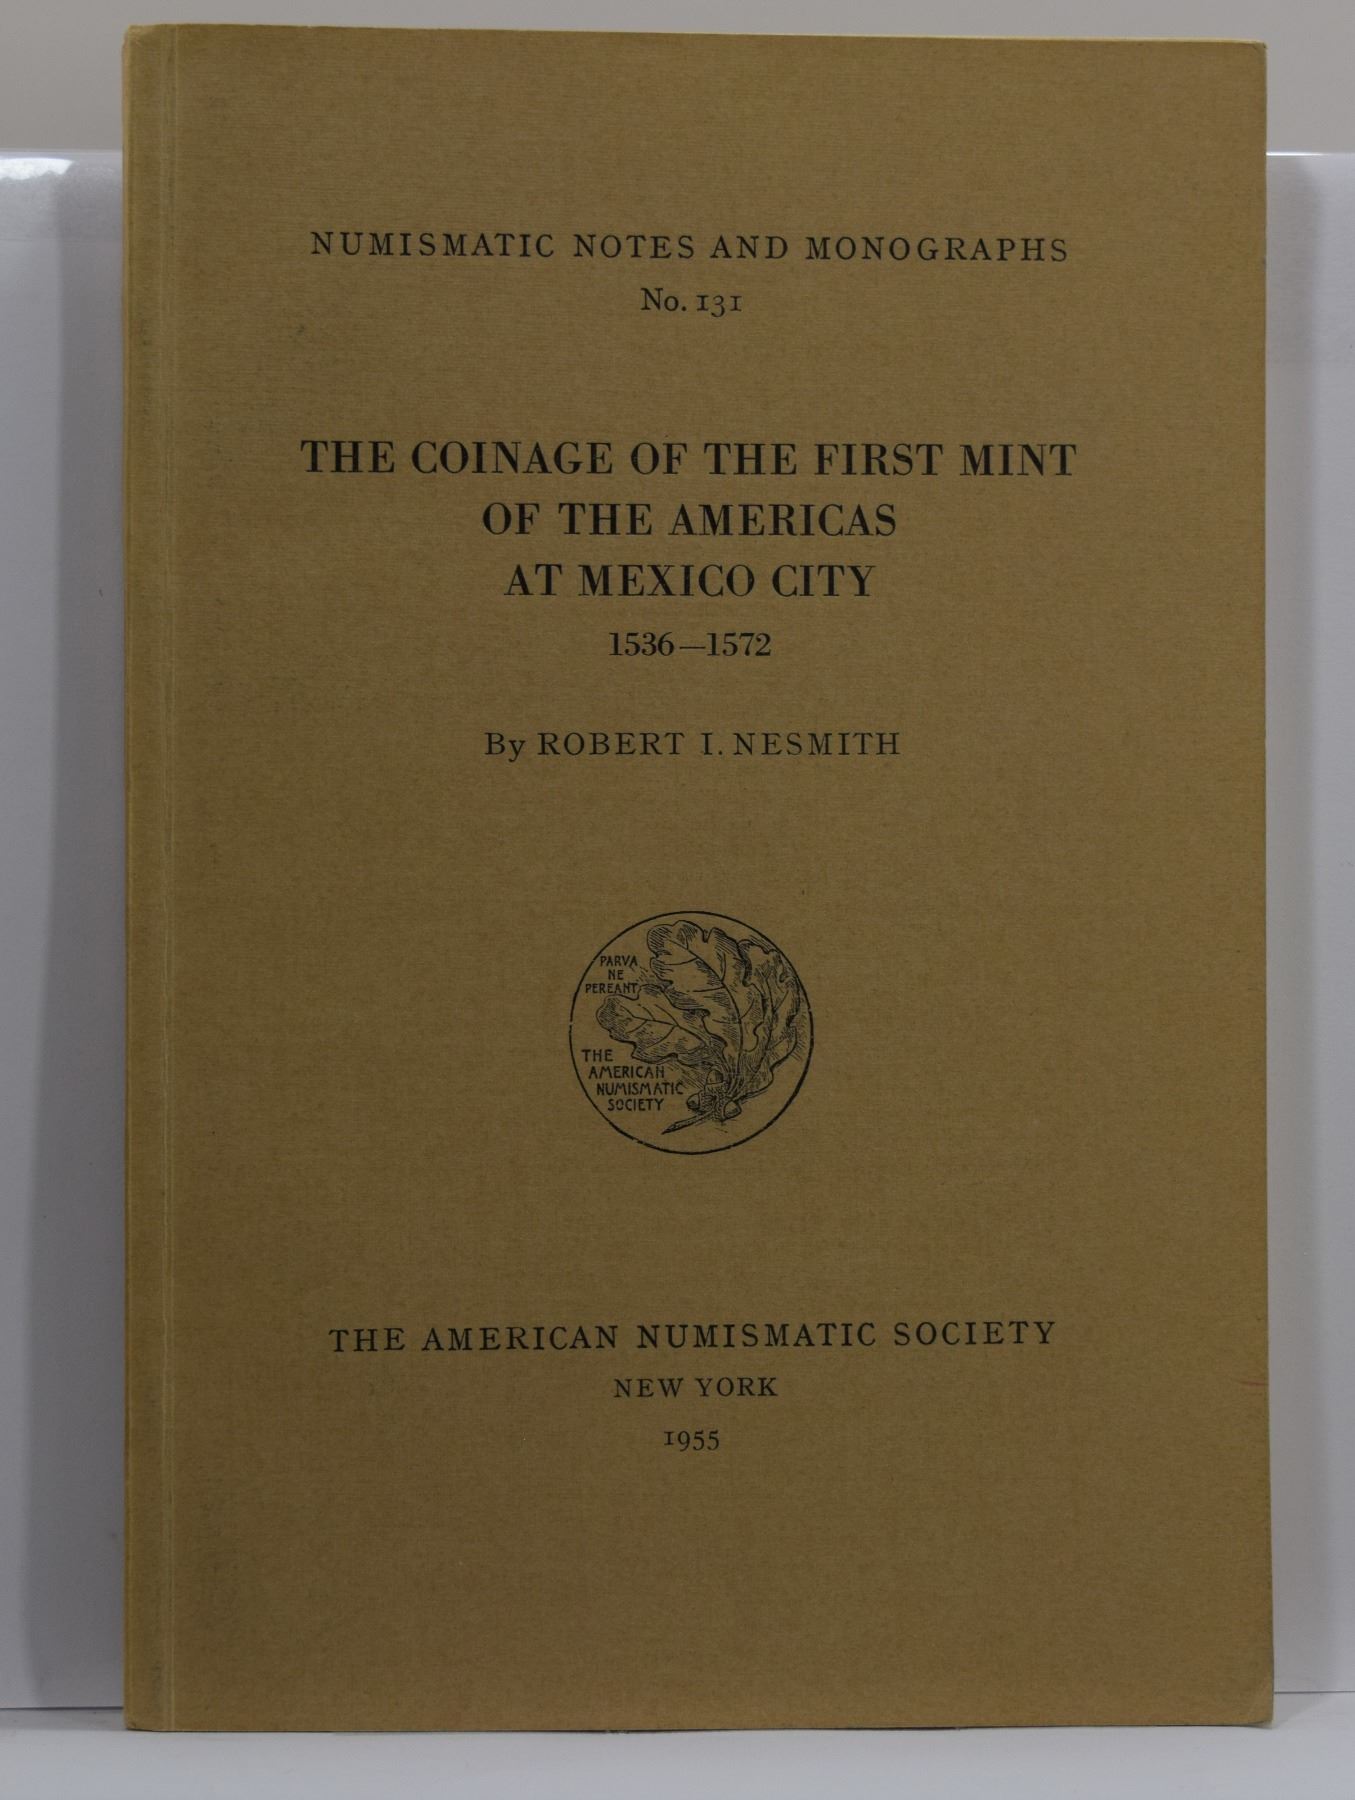 NUMISMATIC NOTES AND MONOGRAPHS
No. 131
THE COINAGE OF THE FIRST MINT
OF THE AMERICAS
AT MEXICO CITY
1536—1572
By ROBERT I. NESMITH
PARVA
NE
PEREANT
THE
AMERICAN
NUMISMATIC
SOCIETY
THE AMERICAN NUMISMATIC SOCIETY
NEW YORK
1955